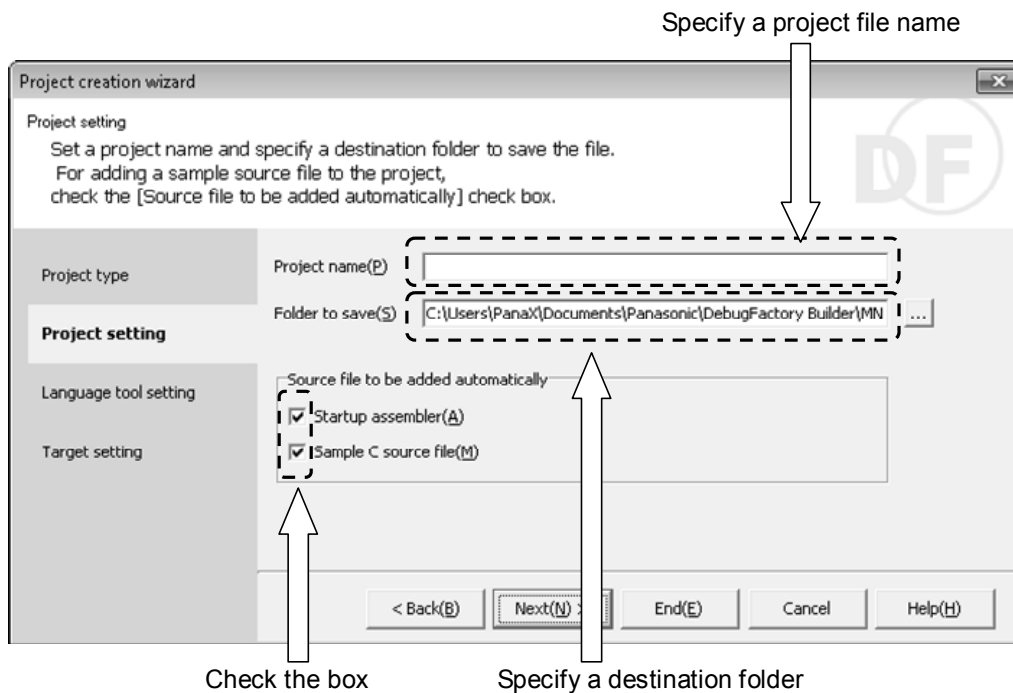 Specify a project file name
Project creation wizard
Project setting
Set a project name and specify a destination folder to save the file.
For adding a sample source file to the project,
check the [Source file to be added automatically] check box.
DF
Project type
Project setting
Language tool setting
Target setting
Project name(P)
Folder to save(S)
C:\Users\PanaX\Documents\Panasonic\DebugFactory Builder\MN
...
Source file to be added automatically
Startup assembler(A)
Sample C source file(M)
< Back(B)
Next(N) >
End(E)
Cancel
Help(H)
Check the box
Specify a destination folder